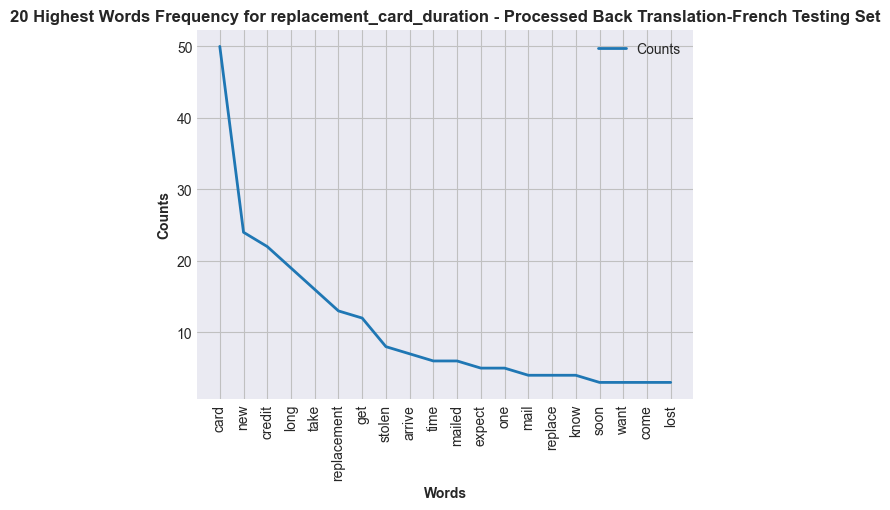 20 Highest Words Frequency for replacement_card_duration - Processed Back Translation-French Testing Set
Counts
50
40
30
20
10
Counts
card
new
credit
long
take
replacement
get
stolen
arrive
time
mailed
expect
one
mail
replace
know
soon
want
come
lost
Words